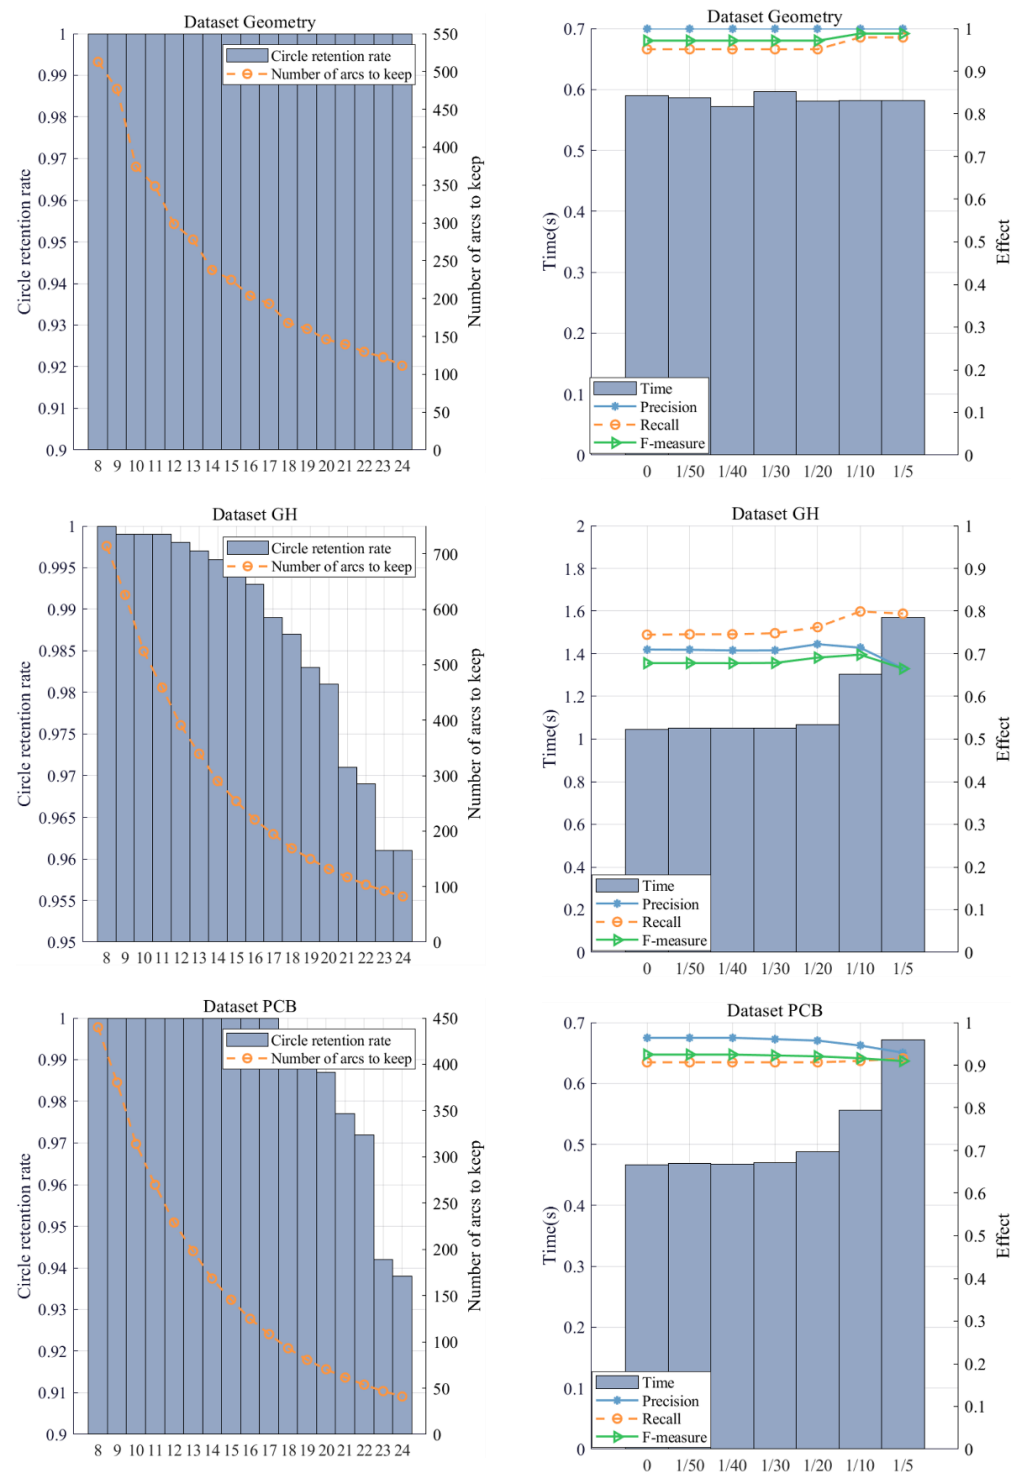 Dataset Geometry
1
0.99
0.98
0.97
0.96
0.95
0.94
0.93
0.92
0.91
0.9
Circle retention rate
Circle retention rate
Number of arcs to keep
550
500
450
400
350
300
250
200
150
100
50
0
Number of arcs to keep
8 9 10 11 12 13 14 15 16 17 18 19 20 21 22 23 24
Dataset Geometry
0.7
0.6
0.5
0.4
0.3
0.2
0.1
0
Time(s)
Time
Precision
Recall
F-measure
1
0.9
0.8
0.7
0.6
0.5
0.4
0.3
0.2
0.1
0
Effect
0 1/50 1/40 1/30 1/20 1/10 1/5
Dataset GH
1
0.995
0.99
0.985
0.98
0.975
0.97
0.965
0.96
0.955
0.95
Circle retention rate
Circle retention rate
Number of arcs to keep
700
600
500
400
300
200
100
0
Number of arcs to keep
8 9 10 11 12 13 14 15 16 17 18 19 20 21 22 23 24
Dataset GH
2
1.8
1.6
1.4
1.2
1
0.8
0.6
0.4
0.2
0
Time(s)
Time
Precision
Recall
F-measure
1
0.9
0.8
0.7
0.6
0.5
0.4
0.3
0.2
0.1
0
Effect
0 1/50 1/40 1/30 1/20 1/10 1/5
Dataset PCB
1
0.99
0.98
0.97
0.96
0.95
0.94
0.93
0.92
0.91
0.9
Circle retention rate
Circle retention rate
Number of arcs to keep
450
400
350
300
250
200
150
100
50
0
Number of arcs to keep
8 9 10 11 12 13 14 15 16 17 18 19 20 21 22 23 24
Dataset PCB
0.7
0.6
0.5
0.4
0.3
0.2
0.1
0
Time(s)
Time
Precision
Recall
F-measure
1
0.9
0.8
0.7
0.6
0.5
0.4
0.3
0.2
0.1
0
Effect
0 1/50 1/40 1/30 1/20 1/10 1/5